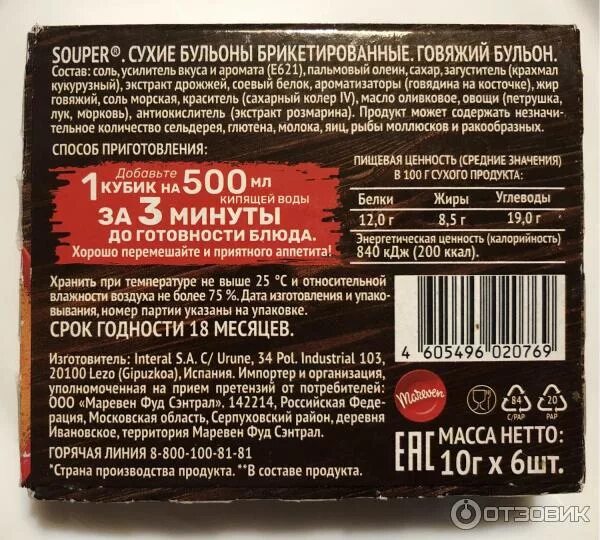 SOUPER®. СУХИЕ БУЛЬОНЫ БРИКЕТИРОВАННЫЕ. ГОВЯЖИЙ БУЛЬОН.
Состав: соль, усилитель вкуса и аромата (Е621), пальмовый олеин, сахар, загуститель (крахмал
кукурузный), экстракт дрожжей, соевый белок, ароматизаторы (говядина на косточке), жир
говяжий, соль морская, краситель (сахарный колер IV), масло оливковое, овощи (петрушка,
лук, морковь), антиокислитель (экстракт розмарина). Продукт может содержать незначи-
тельное количество сельдерея, глютена, молока, яиц, рыбы моллюсков и ракообразных.
СПОСОБ ПРИГОТОВЛЕНИЯ:
Добавьте
1 КУБИК НА 500 МЛ
КИПЯЩЕЙ ВОДЫ
ЗА 3 МИНУТЫ
ДО ГОТОВНОСТИ БЛЮДА.
Хорошо перемешайте и приятного аппетита!
ПИЩЕВАЯ ЦЕННОСТЬ (СРЕДНИЕ ЗНАЧЕНИЯ)
В 100 Г СУХОГО ПРОДУКТА:
Белки Жиры Углеводы
12,0 г 8,5 г 19,0 г
Энергетическая ценность (калорийность)
840 кДж (200 ккал).
Хранить при температуре не выше 25 °С и относительной
влажности воздуха не более 75 %. Дата изготовления и упако-
вывания, номер партии указаны на упаковке.
СРОК ГОДНОСТИ 18 МЕСЯЦЕВ.
Изготовитель: Interal S.A. C/ Urune, 34 Pol. Industrial 103,
20100 Lezo (Gipuzkoa), Испания. Импортер и организация,
уполномоченная на прием претензий от потребителей:
ООО «Маревен Фуд Сэнтрал». 142214, Российская Феде-
рация, Московская область, Серпуховский район, деревня
Ивановское, территория Маревен Фуд Сэнтрал.
ГОРЯЧАЯ ЛИНИЯ 8-800-100-81-81
*Страна производства продукта. **В составе продукта.
4 605496 020769
Mareven
84
C/PAP
20
PAP
EAC
МАССА НЕТТО:
10г х 6шт.
ОТЗОВИК